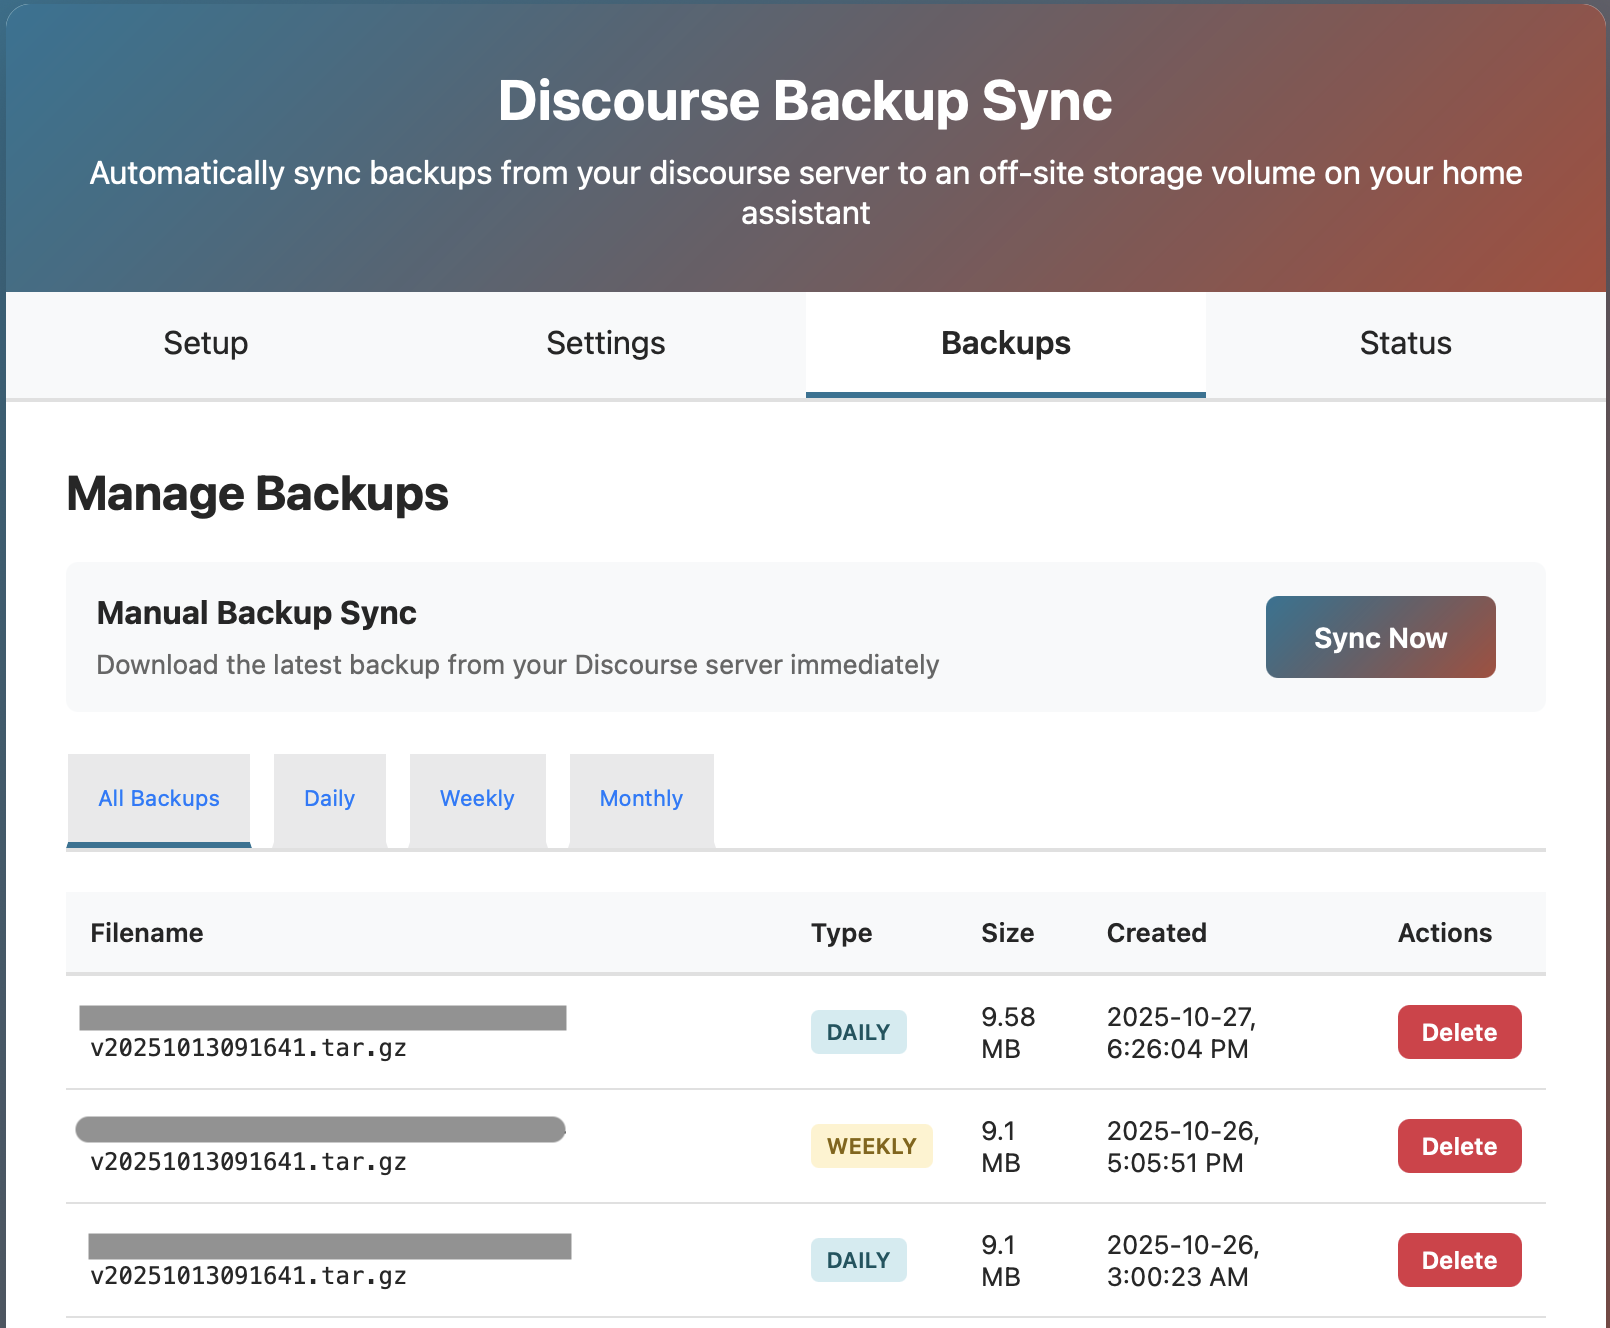 Discourse Backup Sync
Automatically sync backups from your discourse server to an off-site storage volume on your home
assistant
Setup
Settings
Backups
Status
Manage Backups
Manual Backup Sync
Download the latest backup from your Discourse server immediately
Sync Now
All Backups
Daily
Weekly
Monthly
Filename
Type
Size
Created
Actions
v20251013091641.tar.gz
DAILY
9.58
MB
2025-10-27,
6:26:04 PM
Delete
v20251013091641.tar.gz
WEEKLY
9.1
MB
2025-10-26,
5:05:51 PM
Delete
v20251013091641.tar.gz
DAILY
9.1
MB
2025-10-26,
3:00:23 AM
Delete